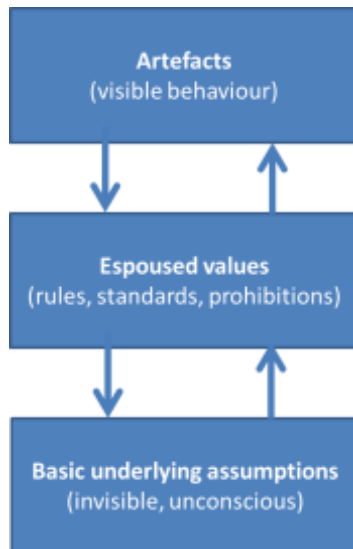 Artefacts
(visible behaviour)
Espoused values
(rules, standards, prohibitions)
Basic underlying assumptions
(invisible, unconscious)